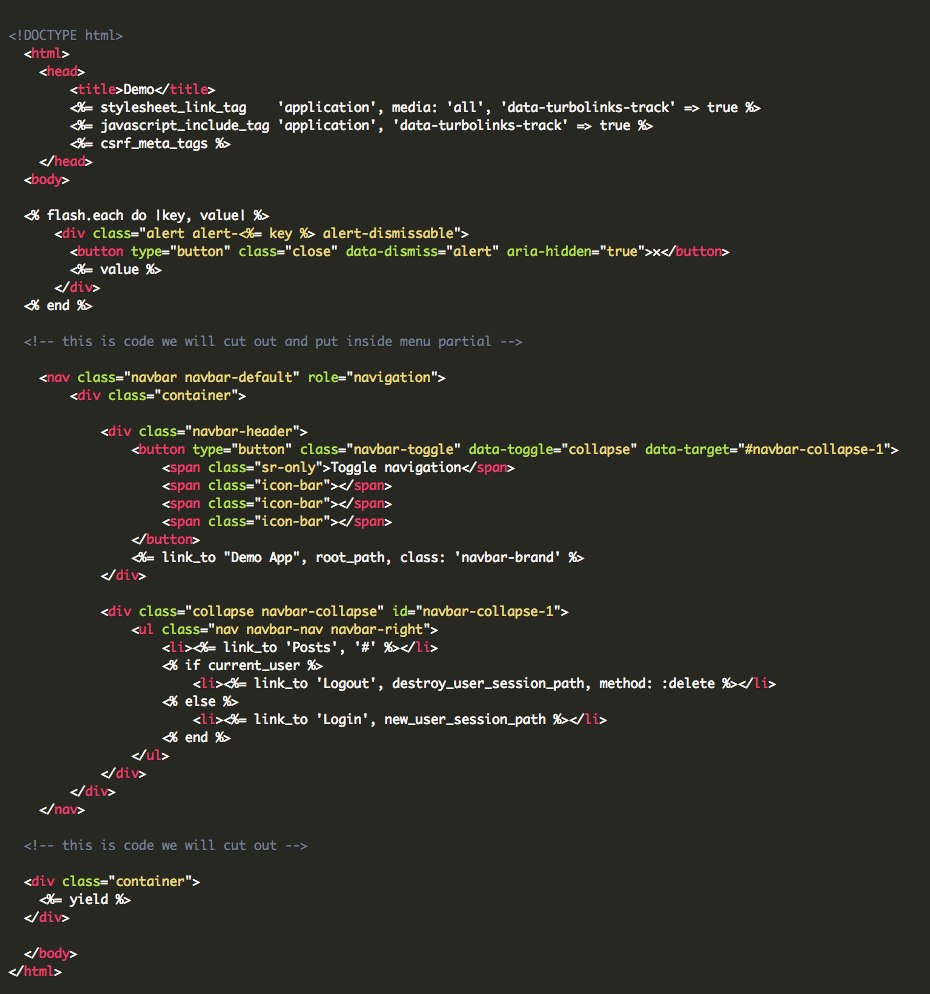 <!DOCTYPE html>
  <html>
    <head>
        <title>Demo</title>
        <%= stylesheet_link_tag    'application', media: 'all', 'data-turbolinks-track' => true %>
        <%= javascript_include_tag 'application', 'data-turbolinks-track' => true %>
        <%= csrf_meta_tags %>
    </head>
  <body>

  <% flash.each do |key, value| %>
      <div class="alert alert-<%= key %> alert-dismissable">
        <button type="button" class="close" data-dismiss="alert" aria-hidden="true">x</button>
        <%= value %>
      </div>
  <% end %>

  <!-- this is code we will cut out and put inside menu partial -->

    <nav class="navbar navbar-default" role="navigation">
        <div class="container">

            <div class="navbar-header">
                <button type="button" class="navbar-toggle" data-toggle="collapse" data-target="#navbar-collapse-1">
                    <span class="sr-only">Toggle navigation</span>
                    <span class="icon-bar"></span>
                    <span class="icon-bar"></span>
                    <span class="icon-bar"></span>
                </button>
                <%= link_to "Demo App", root_path, class: 'navbar-brand' %>
            </div>

            <div class="collapse navbar-collapse" id="navbar-collapse-1">
                <ul class="nav navbar-nav navbar-right">
                    <li><%= link_to 'Posts', '#' %></li>
                    <% if current_user %>
                        <li><%= link_to 'Logout', destroy_user_session_path, method: :delete %></li>
                    <% else %>
                        <li><%= link_to 'Login', new_user_session_path %></li>
                    <% end %>
                </ul>
            </div>
        </div>
    </nav>

  <!-- this is code we will cut out -->

  <div class="container">
    <%= yield %>
  </div>

  </body>
</html>